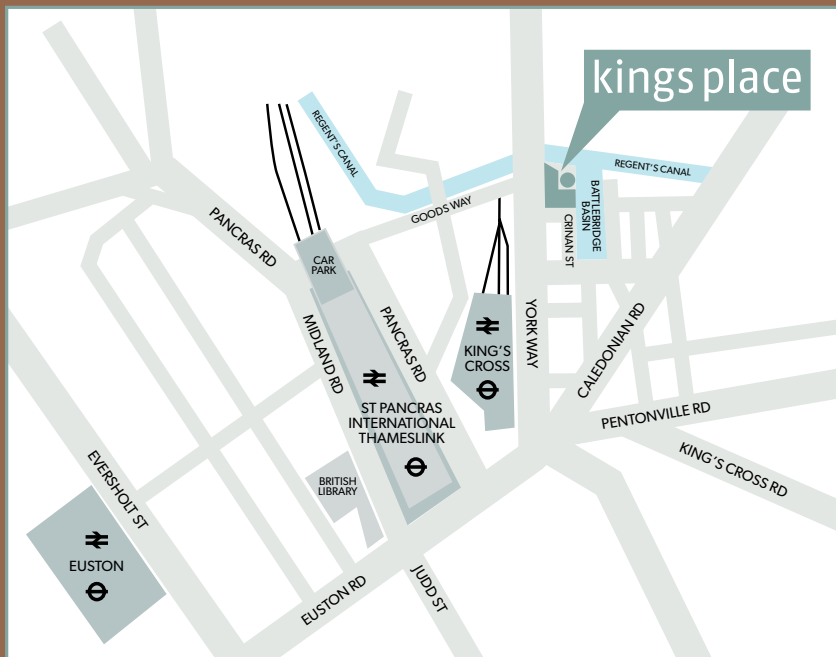 kings place
REGENT'S CANAL
REGENT'S CANAL
BATTLEBRIDGE
BASIN
GOODS WAY
CRINAN ST
PANCRAS RD
CAR
PARK
MIDLAND RD
PANCRAS RD
YORK WAY
CALEDONIAN RD
KING'S
CROSS
ST PANCRAS
INTERNATIONAL
THAMESLINK
PENTONVILLE RD
KING'S CROSS RD
BRITISH
LIBRARY
EVERSHOLT ST
EUSTON
EUSTON RD
JUDD ST